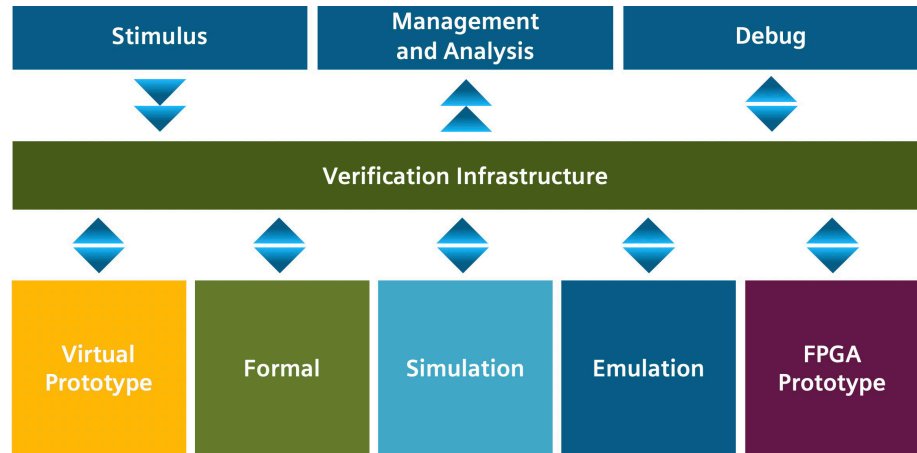 Stimulus
Management
and Analysis
Debug
Verification Infrastructure
Virtual
Prototype
Formal
Simulation
Emulation
FPGA
Prototype